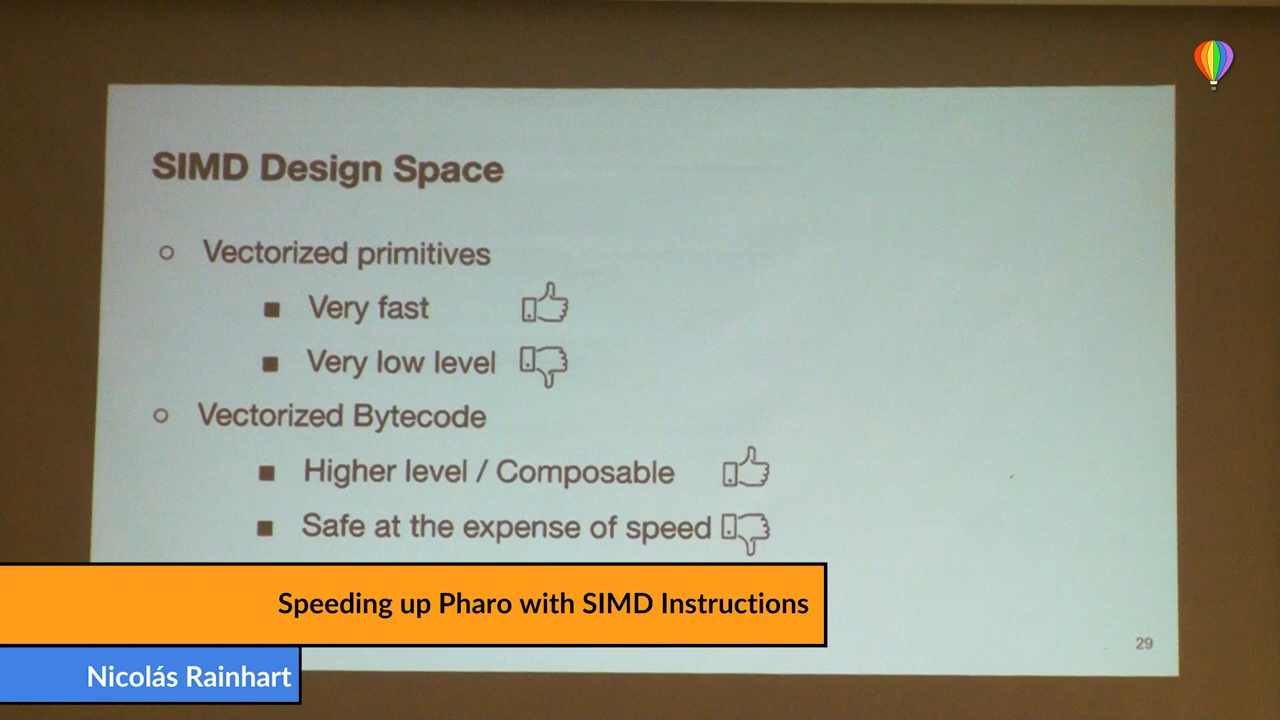 SIMD Design Space
Vectorized primitives
Very fast
Very low level
Vectorized Bytecode
Higher level / Composable
Safe at the expense of speed
Speeding up Pharo with SIMD Instructions
29
Nicolás Rainhart